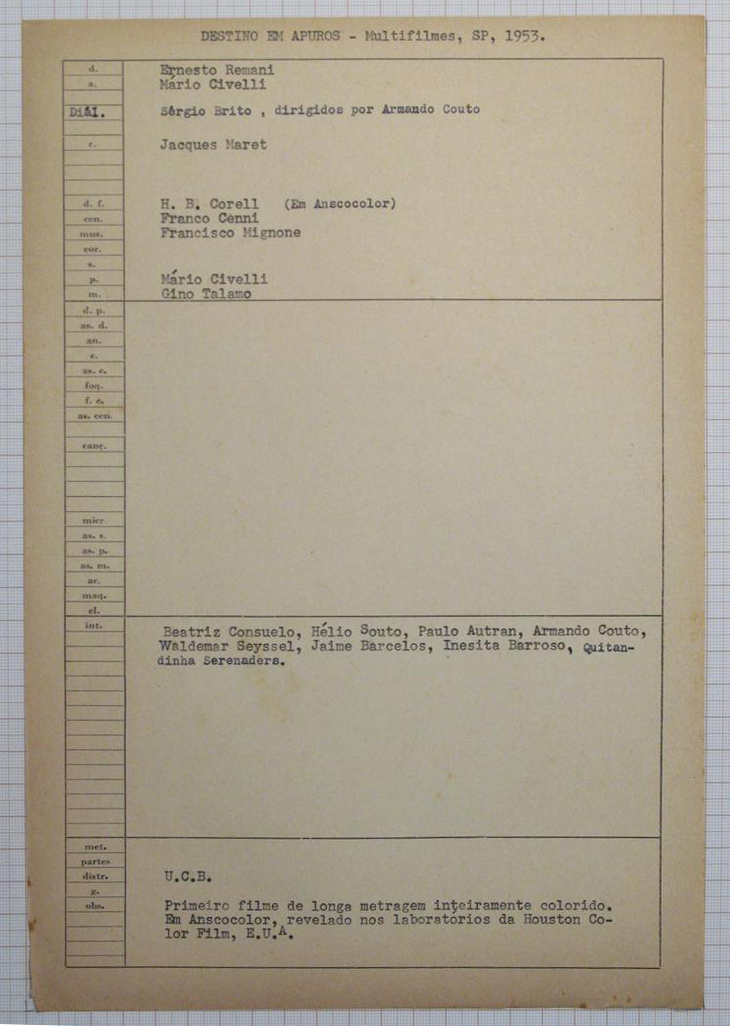 DESTINO EM APUROS - Multifilmes, SP, 1953.
d. Ernesto Remani
a. Mário Civelli
Diál. Sérgio Brito , dirigidos por Armando Couto
r. Jacques Maret
d. f. H. B. Corell (Em Anscocolor)
cen. Franco Cenni
mus. Francisco Mignone
cor.
s.
p. Mário Civelli
m. Gino Talamo
d. p.
as. d.
an.
c.
as. c.
foq.
f. c.
as. cen.
canç.
micr
as. s.
as. p.
as. m.
ac.
maq.
el.
int. Beatriz Consuelo, Hélio Souto, Paulo Autran, Armando Couto,
Waldemar Seyssel, Jaime Barcelos, Inesita Barroso, Quitan-
dinha Serenaders.
met.
partes
distr. U.C.B.
g.
obs. Primeiro filme de longa metragem inteiramente colorido.
Em Anscocolor, revelado nos laboratórios da Houston Co-
lor Film, E.U.A.